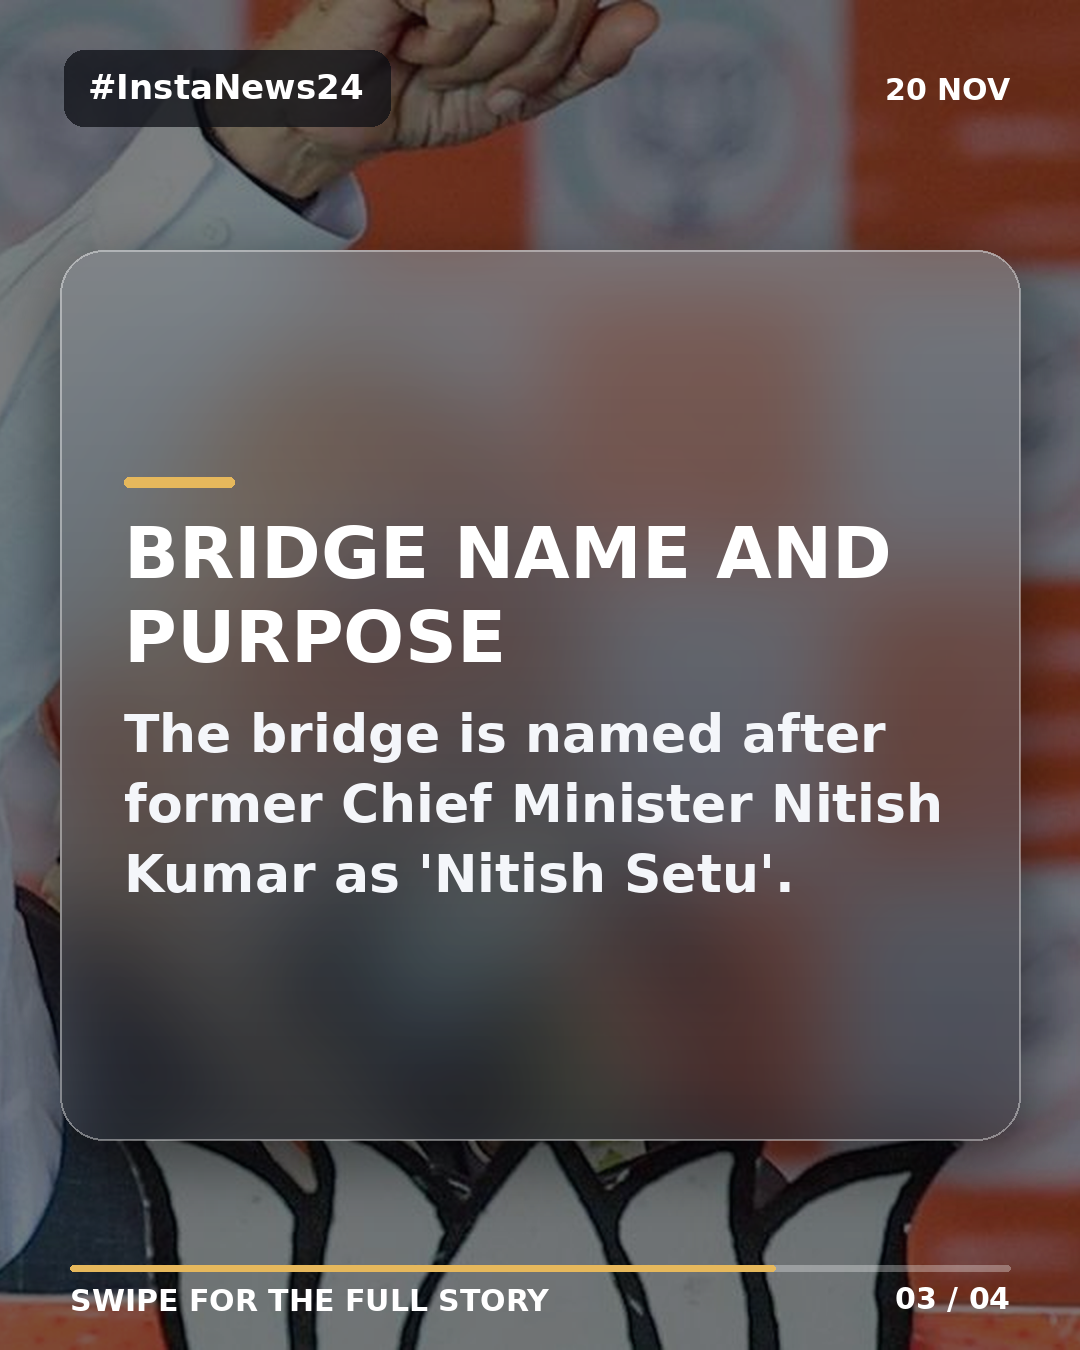 #InstaNews24
20 NOV
BRIDGE NAME AND
PURPOSE
The bridge is named after
former Chief Minister Nitish
Kumar as 'Nitish Setu'.
SWIPE FOR THE FULL STORY
03 / 04